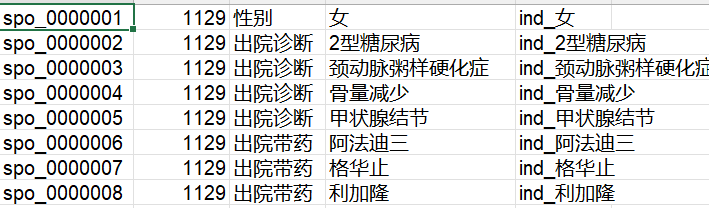 spo_0000001 1129 性别 女 ind_女
spo_0000002 1129 出院诊断 2型糖尿病 ind_2型糖尿病
spo_0000003 1129 出院诊断 颈动脉粥样硬化症 ind_颈动脉粥样硬化症
spo_0000004 1129 出院诊断 骨量减少 ind_骨量减少
spo_0000005 1129 出院诊断 甲状腺结节 ind_甲状腺结节
spo_0000006 1129 出院带药 阿法迪三 ind_阿法迪三
spo_0000007 1129 出院带药 格华止 ind_格华止
spo_0000008 1129 出院带药 利加隆 ind_利加隆